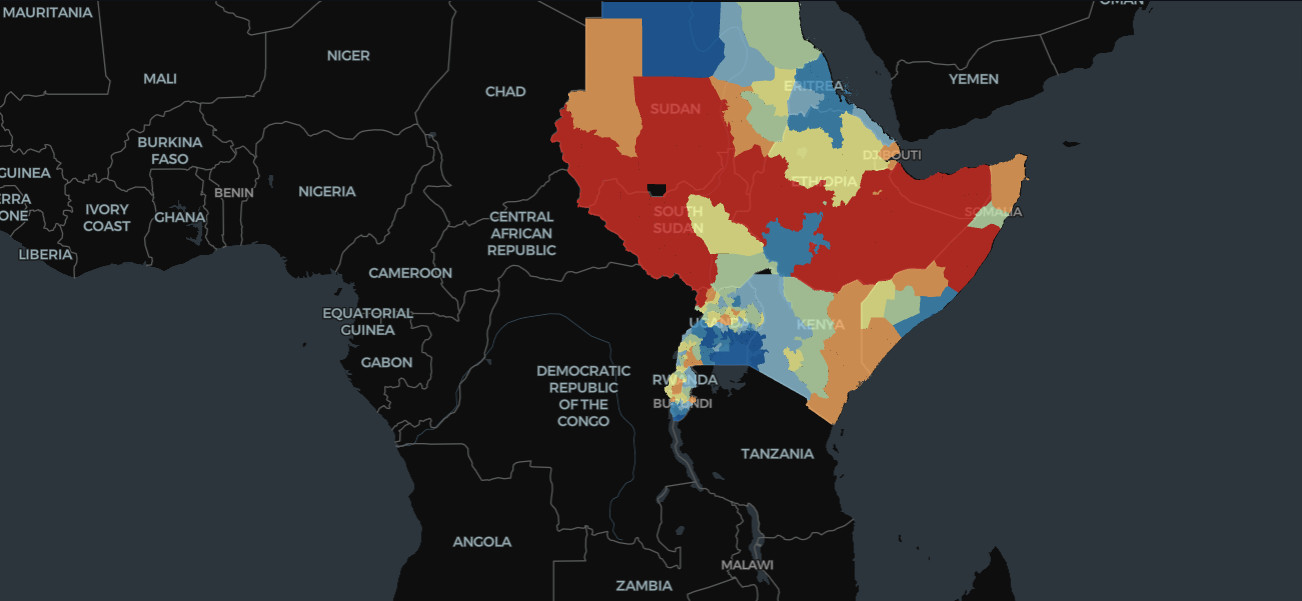 MAURITANIA
OMAN
NIGER
MALI
CHAD
SUDAN
ERITREA
YEMEN
BURKINA
FASO
DJIBOUTI
GUINEA
NIGERIA
BENIN
ETHIOPIA
RRA
ONE
IVORY
COAST
GHANA
SOUTH
SUDAN
SOMALIA
CENTRAL
AFRICAN
REPUBLIC
LIBERIA
CAMEROON
EQUATORIAL
GUINEA
UGANDA
KENYA
GABON
DEMOCRATIC
REPUBLIC
OF THE
CONGO
RWANDA
BURUNDI
TANZANIA
ANGOLA
MALAWI
ZAMBIA